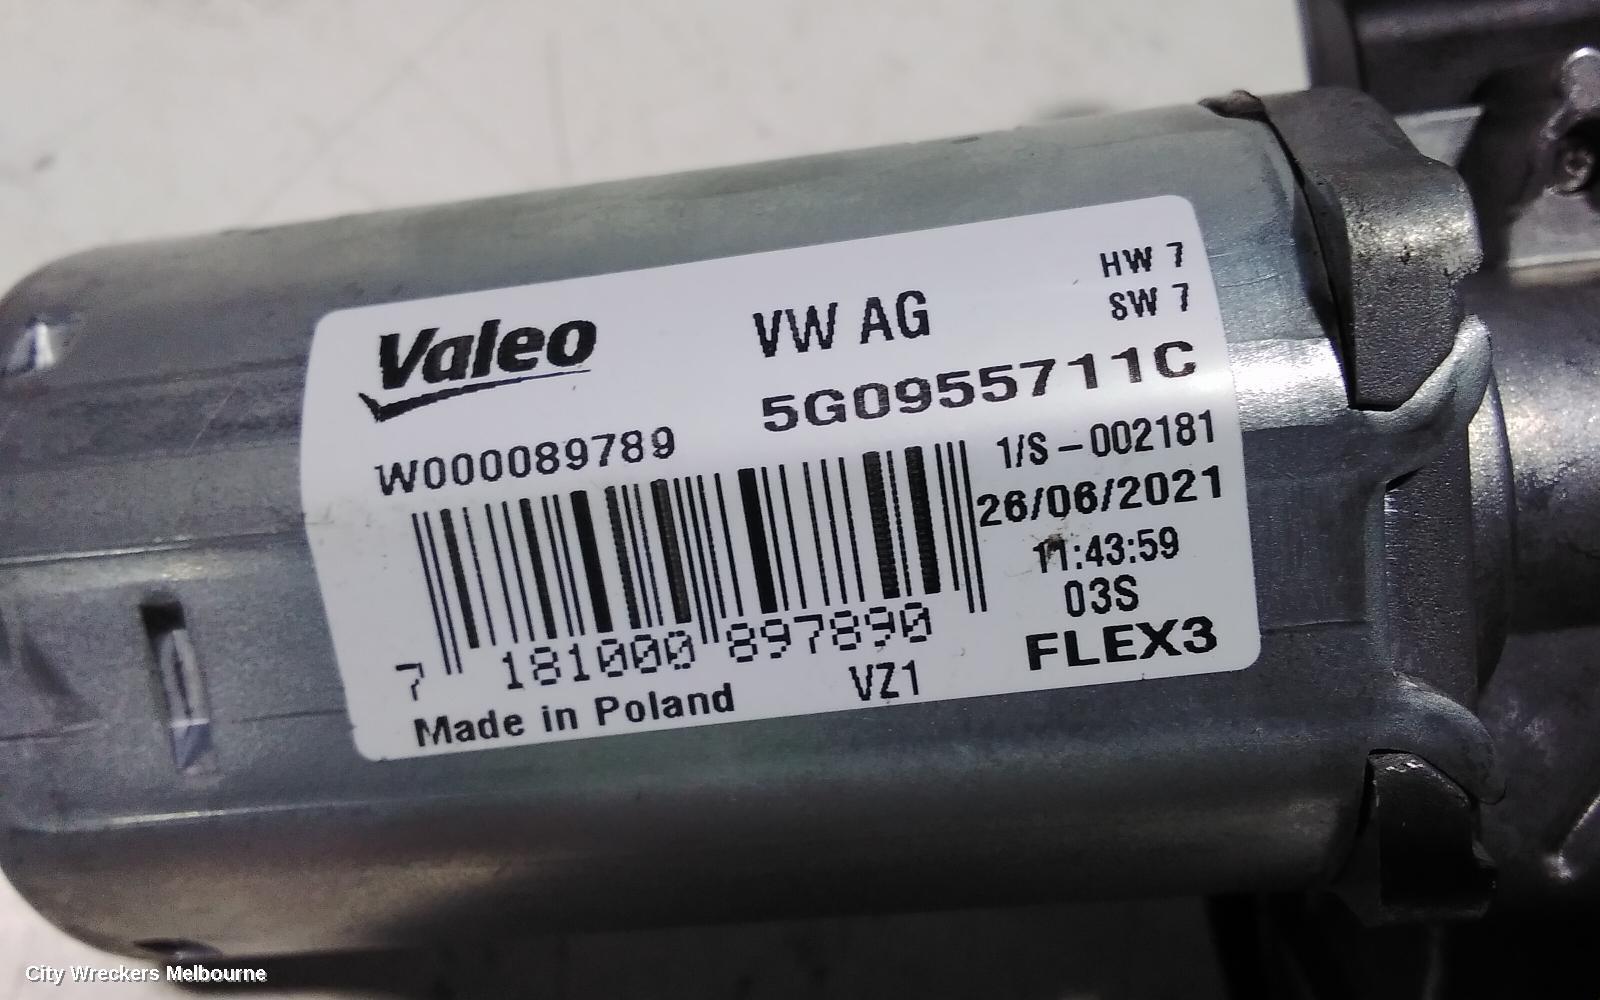 Valeo
VW AG
HW 7
SW 7
5G0955711C
W000089789
1/S-002181
26/06/2021
11:43:59
03S
FLEX3
7 181000 897890
Made in Poland
VZ1
City Wreckers Melbourne